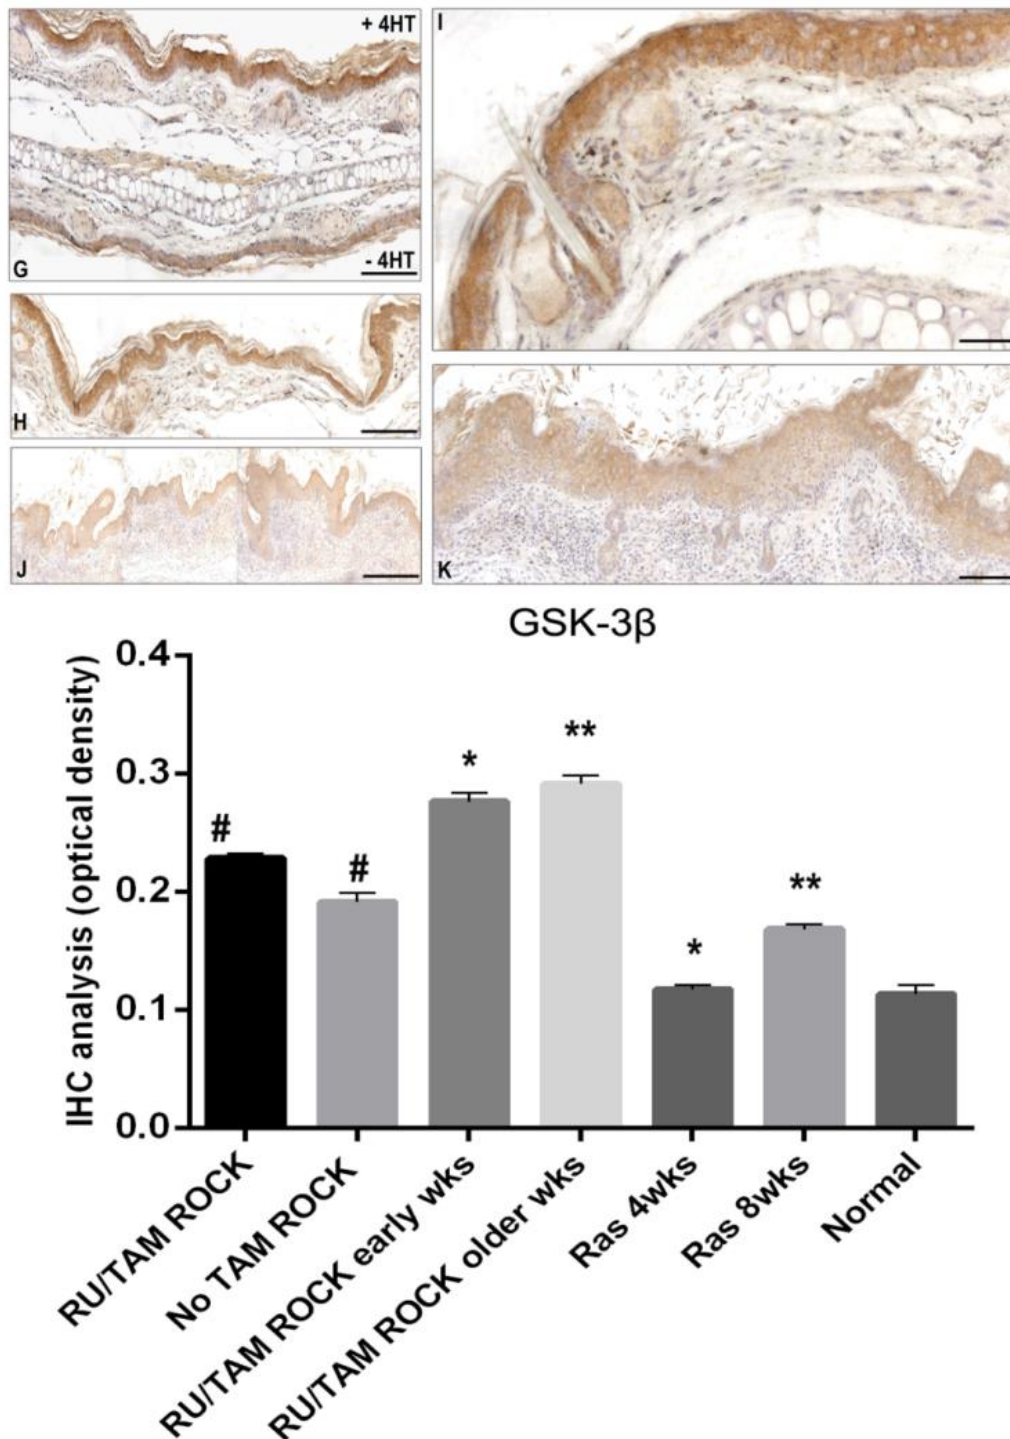 + 4HT
I
G
- 4HT
H
J
K
GSK-3β
IHC analysis (optical density)
0.4
0.3
0.2
0.1
0.0
#
#
*
**
*
**
RU/TAM ROCK
No TAM ROCK
RU/TAM ROCK early wks
RU/TAM ROCK older wks
Ras 4wks
Ras 8wks
Normal